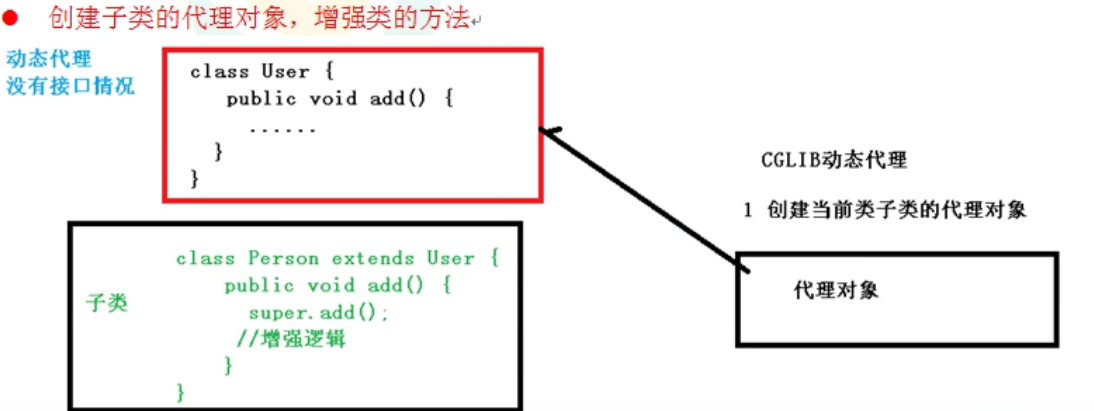 ● 创建子类的代理对象，增强类的方法↵
动态代理
没有接口情况
class User {
public void add() {
......
}
}
子类
class Person extends User {
public void add() {
super.add();
//增强逻辑
}
}
CGLIB动态代理
1 创建当前类子类的代理对象
代理对象